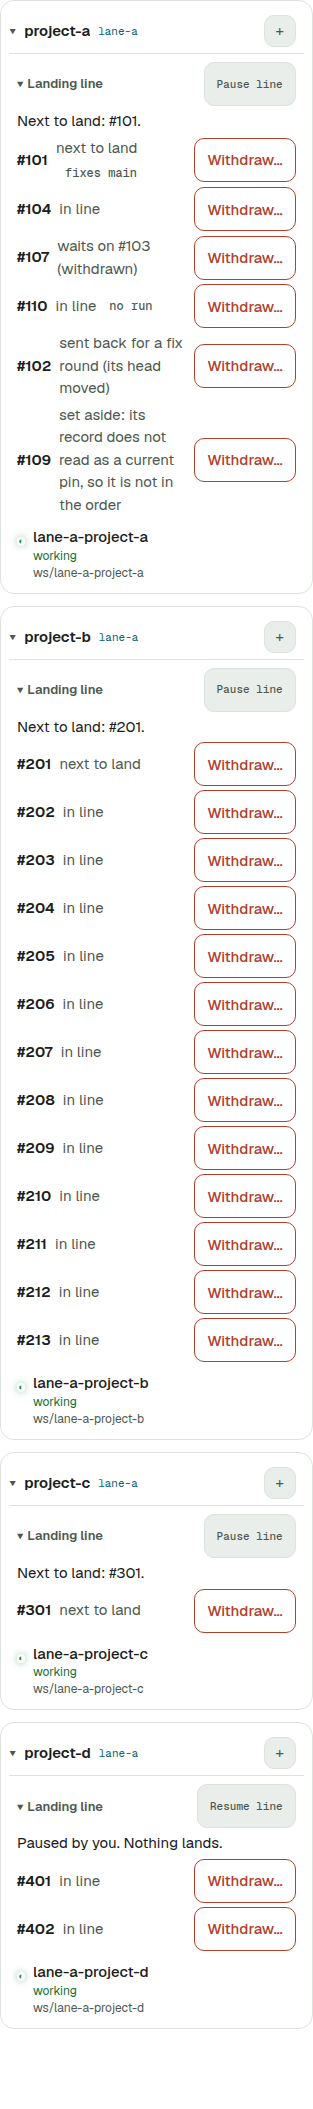 ▾ project-a lane-a +
▾ Landing line Pause line
Next to land: #101.
#101 next to land fixes main Withdraw…
#104 in line Withdraw…
#107 waits on #103 (withdrawn) Withdraw…
#110 in line no run Withdraw…
#102 sent back for a fix round (its head moved) Withdraw…
#109 set aside: its record does not read as a current pin, so it is not in the order Withdraw…
lane-a-project-a
working
ws/lane-a-project-a
▾ project-b lane-a +
▾ Landing line Pause line
Next to land: #201.
#201 next to land Withdraw…
#202 in line Withdraw…
#203 in line Withdraw…
#204 in line Withdraw…
#205 in line Withdraw…
#206 in line Withdraw…
#207 in line Withdraw…
#208 in line Withdraw…
#209 in line Withdraw…
#210 in line Withdraw…
#211 in line Withdraw…
#212 in line Withdraw…
#213 in line Withdraw…
lane-a-project-b
working
ws/lane-a-project-b
▾ project-c lane-a +
▾ Landing line Pause line
Next to land: #301.
#301 next to land Withdraw…
lane-a-project-c
working
ws/lane-a-project-c
▾ project-d lane-a +
▾ Landing line Resume line
Paused by you. Nothing lands.
#401 in line Withdraw…
#402 in line Withdraw…
lane-a-project-d
working
ws/lane-a-project-d